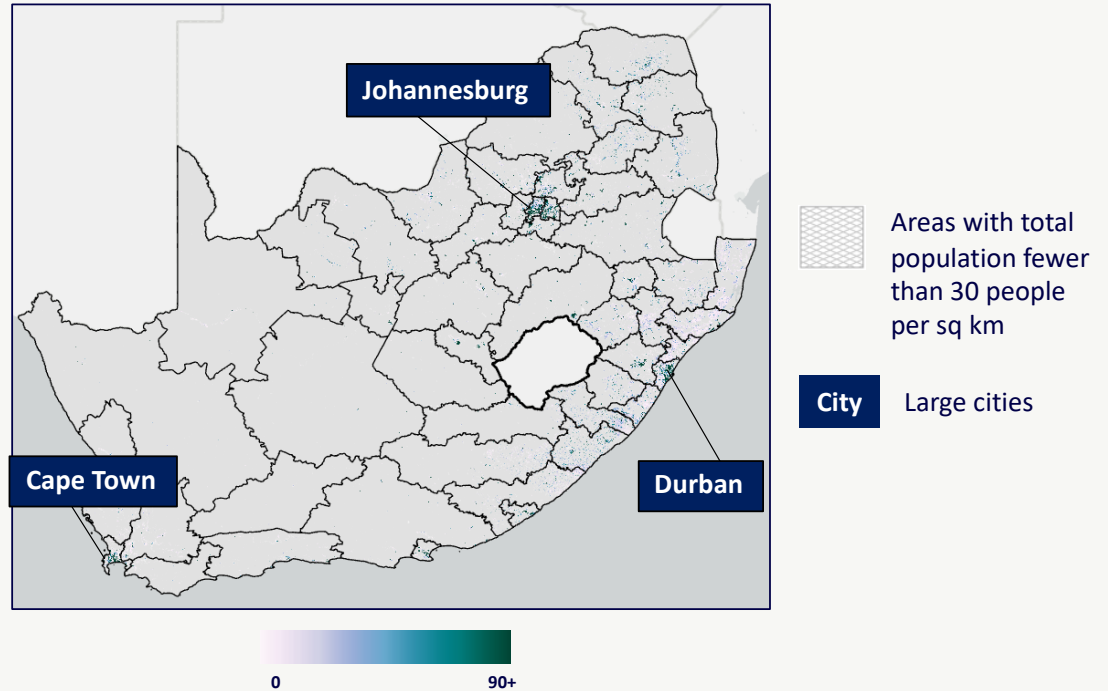 Johannesburg
Areas with total
population fewer
than 30 people
per sq km
City Large cities
Cape Town
Durban
0 90+